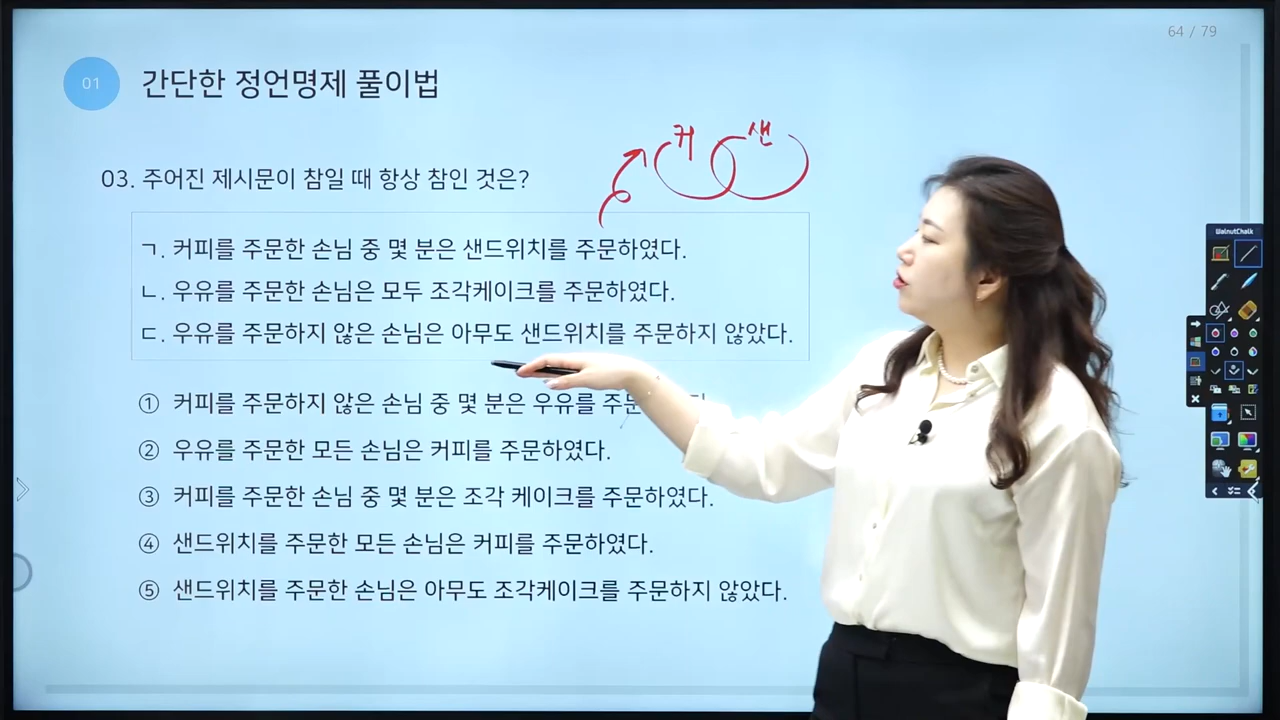 64 / 79
01
간단한 정언명제 풀이법
커 샌
03. 주어진 제시문이 참일 때 항상 참인 것은?
ㄱ. 커피를 주문한 손님 중 몇 분은 샌드위치를 주문하였다.
ㄴ. 우유를 주문한 손님은 모두 조각케이크를 주문하였다.
ㄷ. 우유를 주문하지 않은 손님은 아무도 샌드위치를 주문하지 않았다.
① 커피를 주문하지 않은 손님 중 몇 분은 우유를
② 우유를 주문한 모든 손님은 커피를 주문하였다.
③ 커피를 주문한 손님 중 몇 분은 조각 케이크를 주문하였다.
④ 샌드위치를 주문한 모든 손님은 커피를 주문하였다.
⑤ 샌드위치를 주문한 손님은 아무도 조각케이크를 주문하지 않았다.
WalnutChalk